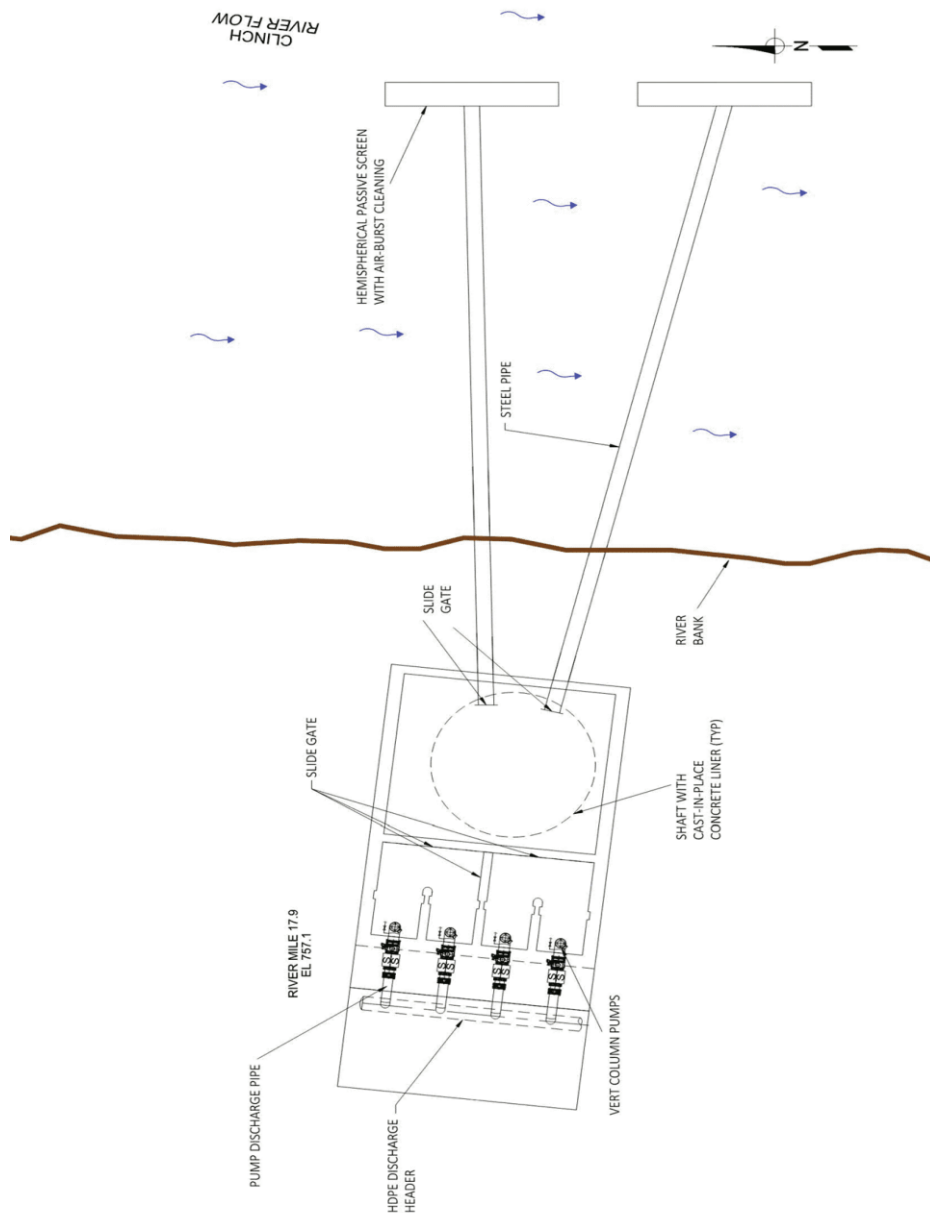 CLINCH
RIVER FLOW
N
HEMISPHERICAL PASSIVE SCREEN
WITH AIR-BURST CLEANING
STEEL PIPE
SLIDE
GATE
RIVER
BANK
SLIDE GATE
SHAFT WITH
CAST-IN-PLACE
CONCRETE LINER (TYP)
RIVER MILE 17.9
EL 757.1
PUMP DISCHARGE PIPE
VERT COLUMN PUMPS
HDPE DISCHARGE
HEADER